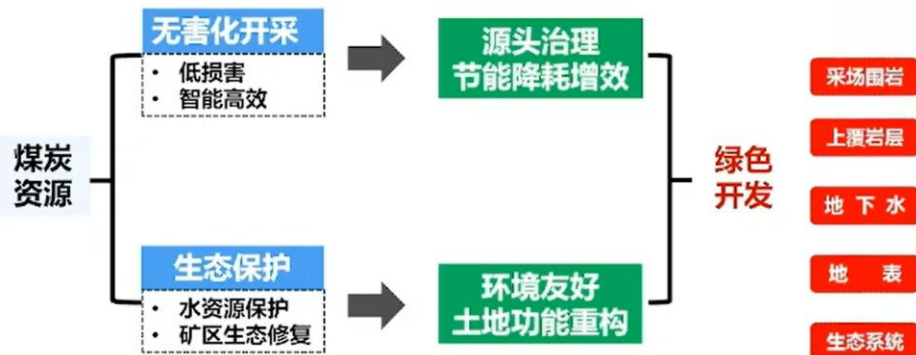 无害化开采
• 低损害
• 智能高效
源头治理
节能降耗增效
煤炭
资源
生态保护
• 水资源保护
• 矿区生态修复
环境友好
土地功能重构
绿色
开发
采场围岩
上覆岩层
地下水
地表
生态系统